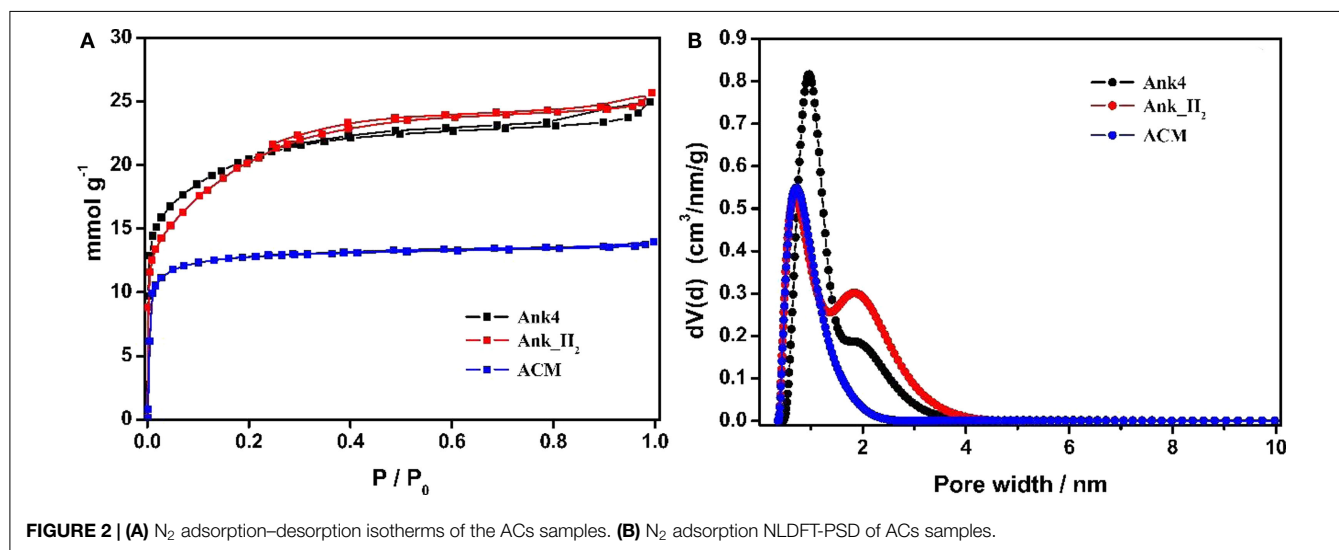 A
30
25
20
15
10
5
0
mmol g⁻¹
Ank4
Ank_II₂
ACM
0.0 0.2 0.4 0.6 0.8 1.0
P / P₀
B
0.9
0.8
0.7
0.6
0.5
0.4
0.3
0.2
0.1
0.0
dV(d) (cm³/nm/g)
Ank4
Ank_II₂
ACM
2 4 6 8 10
Pore width / nm
FIGURE 2 | (A) N₂ adsorption–desorption isotherms of the ACs samples. (B) N₂ adsorption NLDFT-PSD of ACs samples.